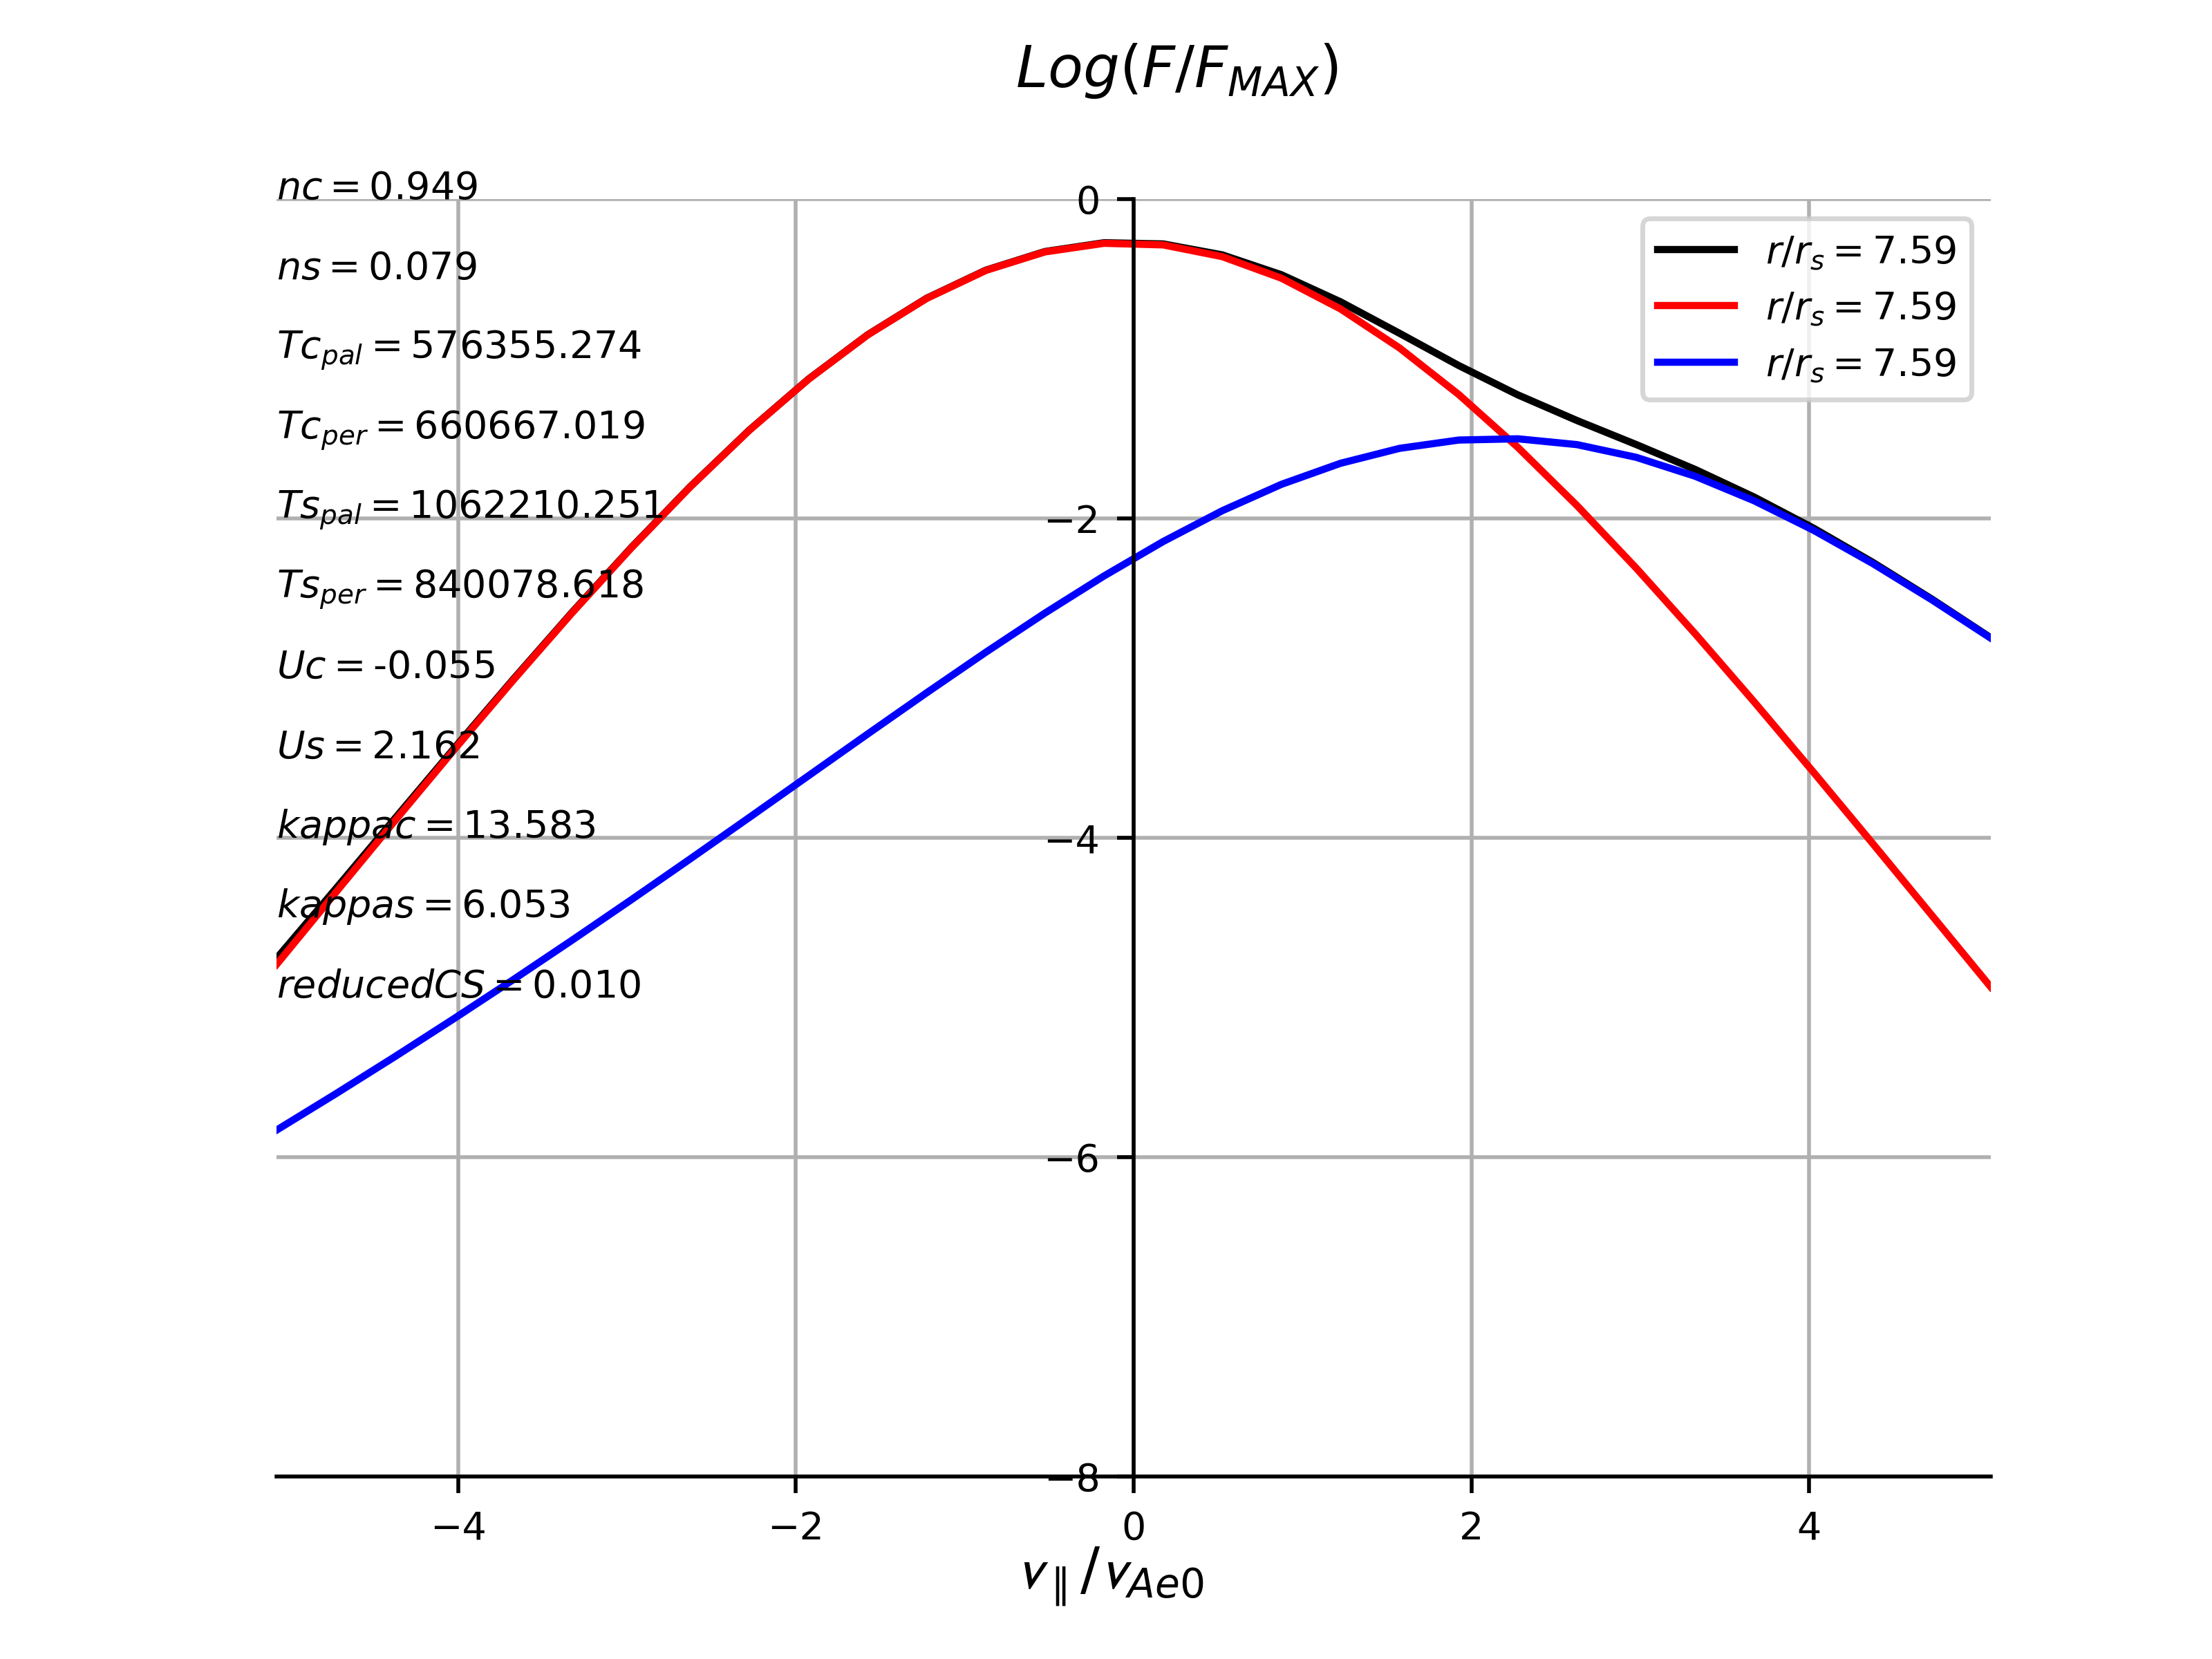 Log(F/F_MAX)
nc = 0.949
ns = 0.079
Tc_pal = 576355.274
Tc_per = 660667.019
Ts_pal = 1062210.251
Ts_per = 840078.618
Uc = -0.055
Us = 2.162
kappac = 13.583
kappas = 6.053
reducedCS = 0.010
0
−2
−4
−6
−8
r/r_s = 7.59
r/r_s = 7.59
r/r_s = 7.59
−4 −2 0 2 4
v_∥/v_Ae0